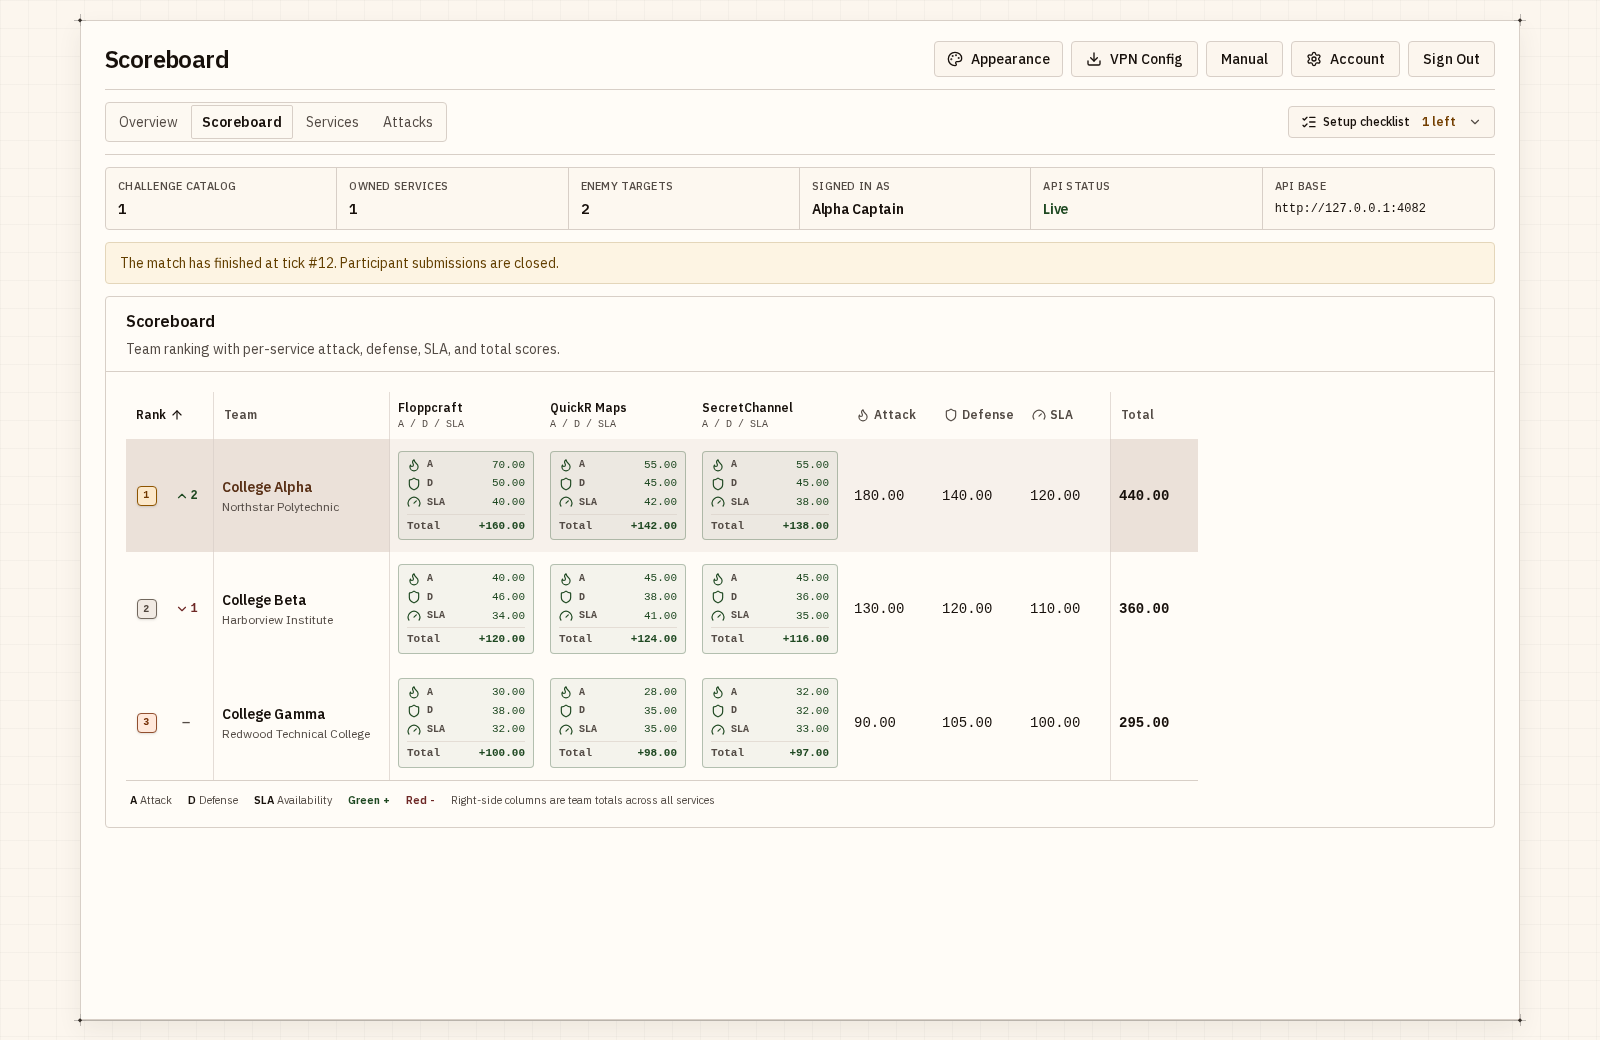 Scoreboard
Appearance
VPN Config
Manual
Account
Sign Out
Overview
Scoreboard
Services
Attacks
Setup checklist 1 left
CHALLENGE CATALOG
1
OWNED SERVICES
1
ENEMY TARGETS
2
SIGNED IN AS
Alpha Captain
API STATUS
Live
API BASE
http://127.0.0.1:4082
The match has finished at tick #12. Participant submissions are closed.
Scoreboard
Team ranking with per-service attack, defense, SLA, and total scores.
Rank
Team
Floppcraft
A / D / SLA
QuickR Maps
A / D / SLA
SecretChannel
A / D / SLA
Attack
Defense
SLA
Total
1
2
College Alpha
Northstar Polytechnic
A 70.00
D 50.00
SLA 40.00
Total +160.00
A 55.00
D 45.00
SLA 42.00
Total +142.00
A 55.00
D 45.00
SLA 38.00
Total +138.00
180.00
140.00
120.00
440.00
2
1
College Beta
Harborview Institute
A 40.00
D 46.00
SLA 34.00
Total +120.00
A 45.00
D 38.00
SLA 41.00
Total +124.00
A 45.00
D 36.00
SLA 35.00
Total +116.00
130.00
120.00
110.00
360.00
3
—
College Gamma
Redwood Technical College
A 30.00
D 38.00
SLA 32.00
Total +100.00
A 28.00
D 35.00
SLA 35.00
Total +98.00
A 32.00
D 32.00
SLA 33.00
Total +97.00
90.00
105.00
100.00
295.00
A Attack D Defense SLA Availability Green + Red - Right-side columns are team totals across all services